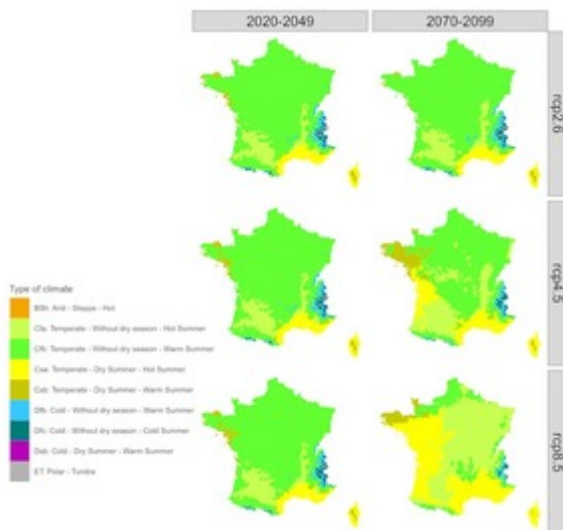 2020-2049
2070-2099
rcp2.6
rcp4.5
rcp8.5
Type of climate
BSh: Arid - Steppe - Hot
Cfa: Temperate - Without dry season - Hot Summer
Cfb: Temperate - Without dry season - Warm Summer
Csa: Temperate - Dry Summer - Hot Summer
Csb: Temperate - Dry Summer - Warm Summer
Dfb: Cold - Without dry season - Warm Summer
Dfc: Cold - Without dry season - Cold Summer
Dsb: Cold - Dry Summer - Warm Summer
ET: Polar - Tundra